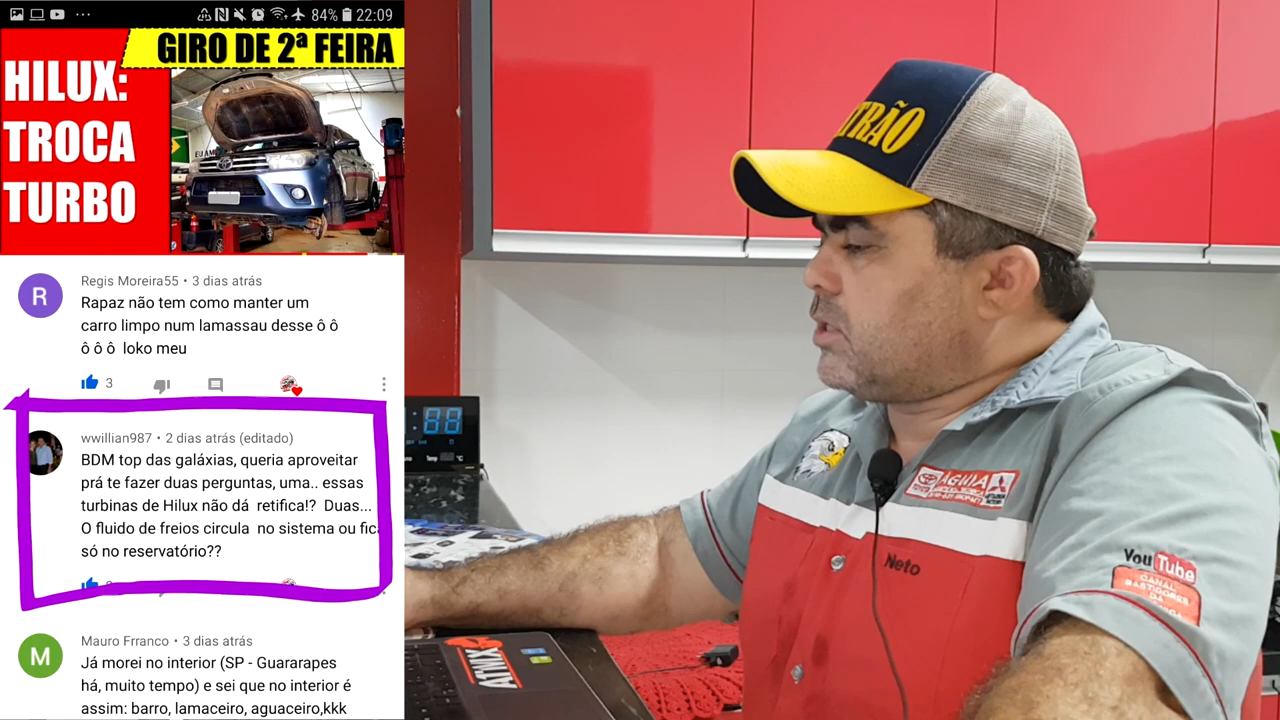 84% 22:09
GIRO DE 2ª FEIRA
HILUX:
TROCA
TURBO
Regis Moreira55 • 3 dias atrás
Rapaz não tem como manter um
carro limpo num lamassau desse ô ô
ô ô ô loko meu
3
wwillian987 • 2 dias atrás (editado)
BDM top das galáxias, queria aproveitar
prá te fazer duas perguntas, uma.. essas
turbinas de Hilux não dá retifica!? Duas...
O fluido de freios circula no sistema ou fica
só no reservatório??
M
Mauro Ffranco • 3 dias atrás
Já morei no interior (SP - Guararapes
há, muito tempo) e sei que no interior é
assim: barro, lamaceiro, aguaceiro,kkk
R
TRÃO
ÁGUIA
Neto
YouTube
CANAL
BASTIDORES
DA
:88